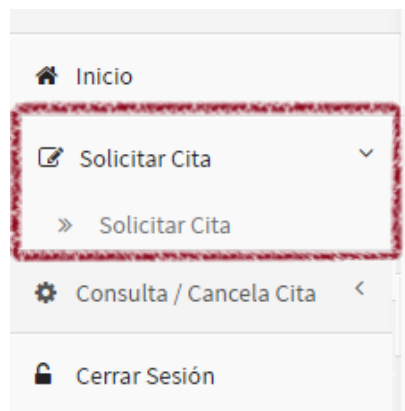 Inicio
Solicitar Cita
» Solicitar Cita
Consulta / Cancela Cita
Cerrar Sesión